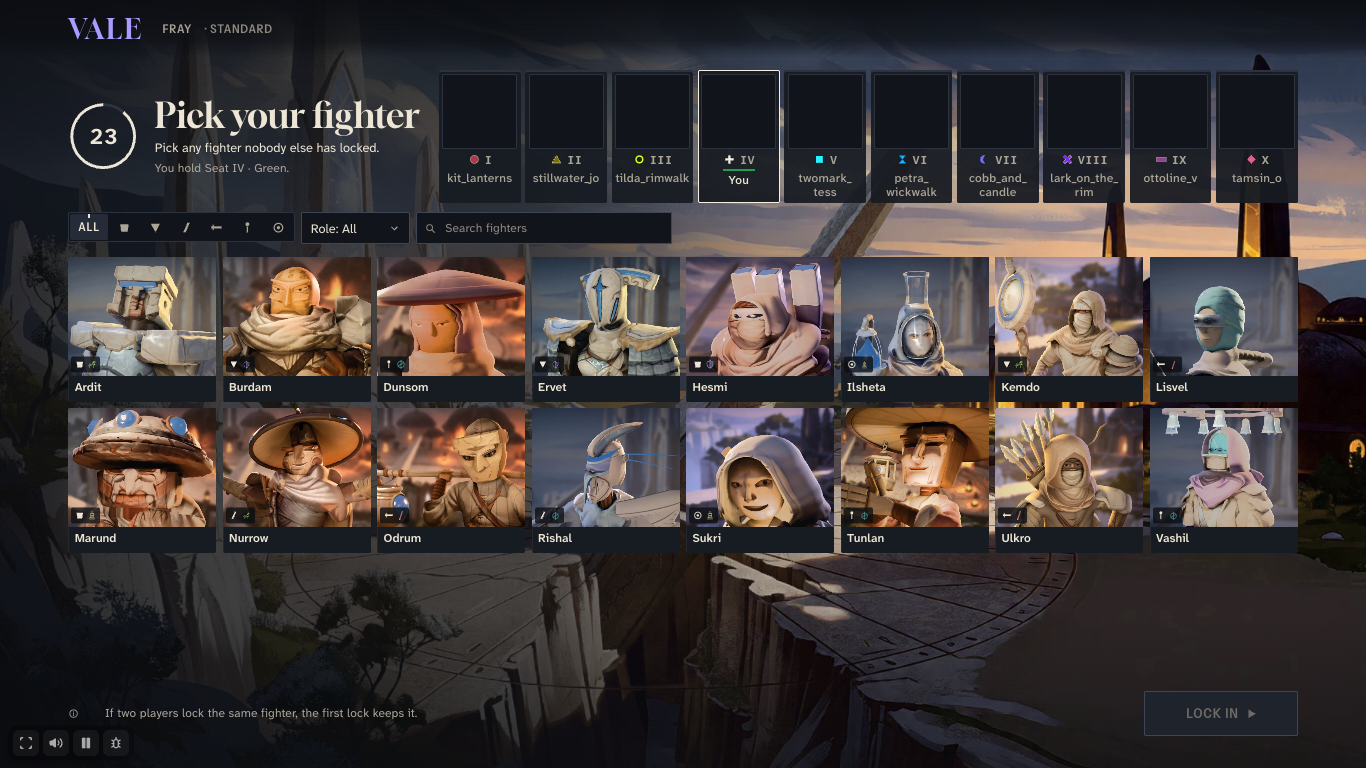 VALE FRAY · STANDARD
23
Pick your fighter
Pick any fighter nobody else has locked.
You hold Seat IV · Green.
I
kit_lanterns
II
stillwater_jo
III
tilda_rimwalk
IV
You
V
twomark_
tess
VI
petra_
wickwalk
VII
cobb_and_
candle
VIII
lark_on_the_
rim
IX
ottoline_v
X
tamsin_o
ALL
Role: All
Search fighters
Ardit
Burdam
Dunsom
Ervet
Hesmi
Ilsheta
Kemdo
Lisvel
Marund
Nurrow
Odrum
Rishal
Sukri
Tunlan
Ulkro
Vashil
If two players lock the same fighter, the first lock keeps it.
LOCK IN